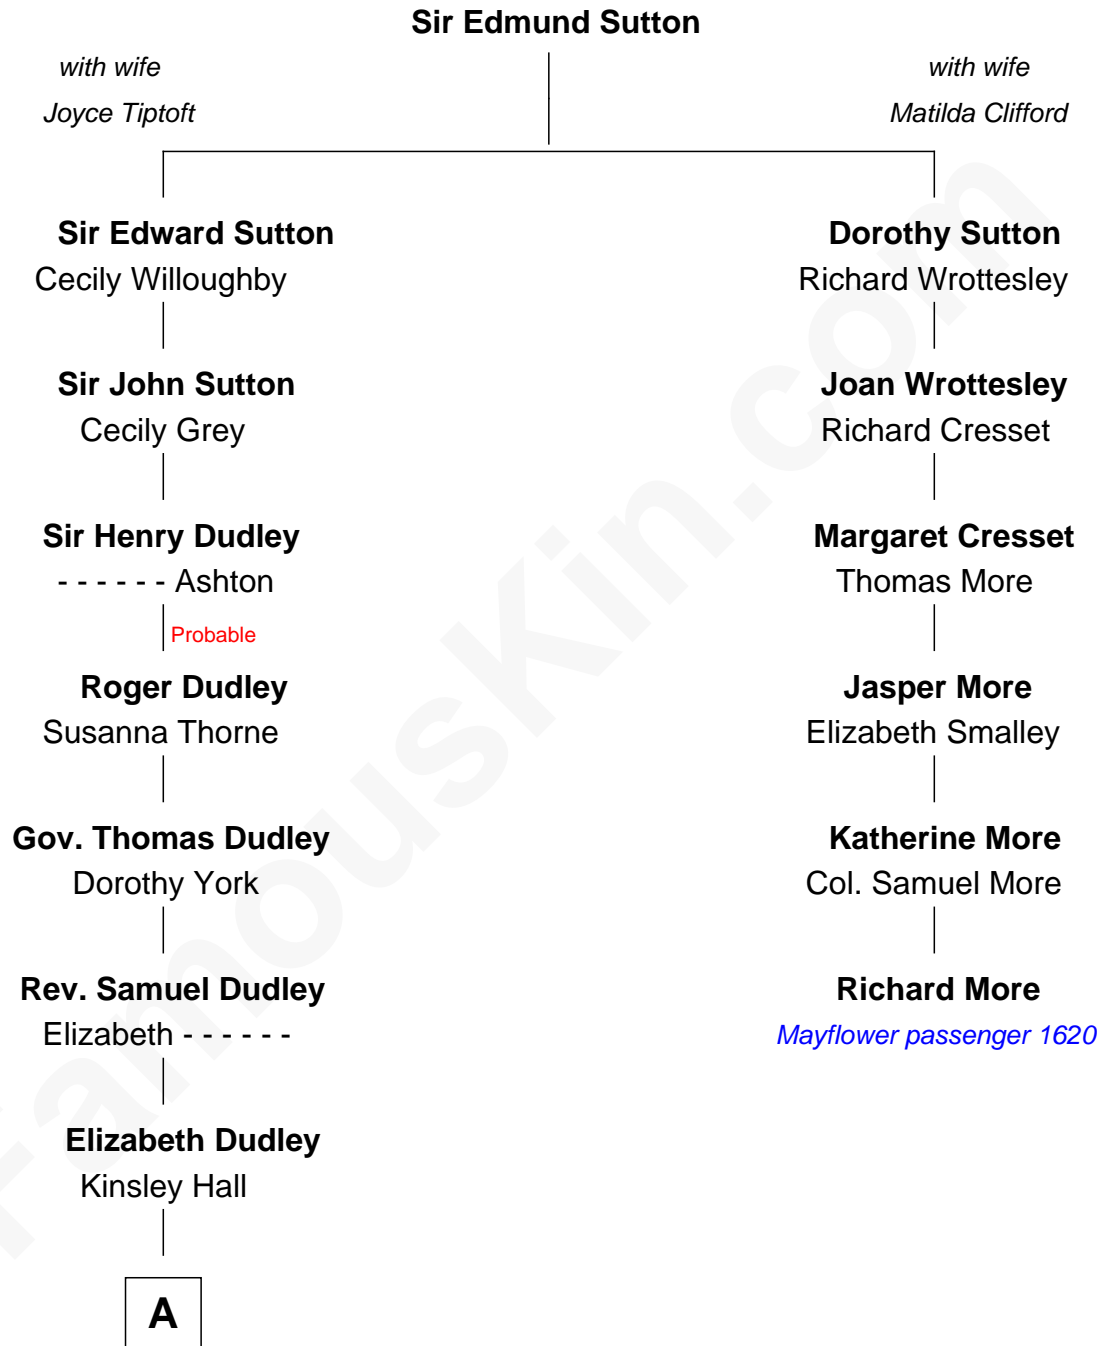 Sir Edmund Sutton
with wife
Joyce Tiptoft
with wife
Matilda Clifford
Sir Edward Sutton
Cecily Willoughby
Dorothy Sutton
Richard Wrottesley
Sir John Sutton
Cecily Grey
Joan Wrottesley
Richard Cresset
Sir Henry Dudley
- - - - - - Ashton
Margaret Cresset
Thomas More
Probable
Roger Dudley
Susanna Thorne
Jasper More
Elizabeth Smalley
Gov. Thomas Dudley
Dorothy York
Katherine More
Col. Samuel More
Rev. Samuel Dudley
Elizabeth - - - - - -
Richard More
Mayflower passenger 1620
Elizabeth Dudley
Kinsley Hall
A
FamousKin.com